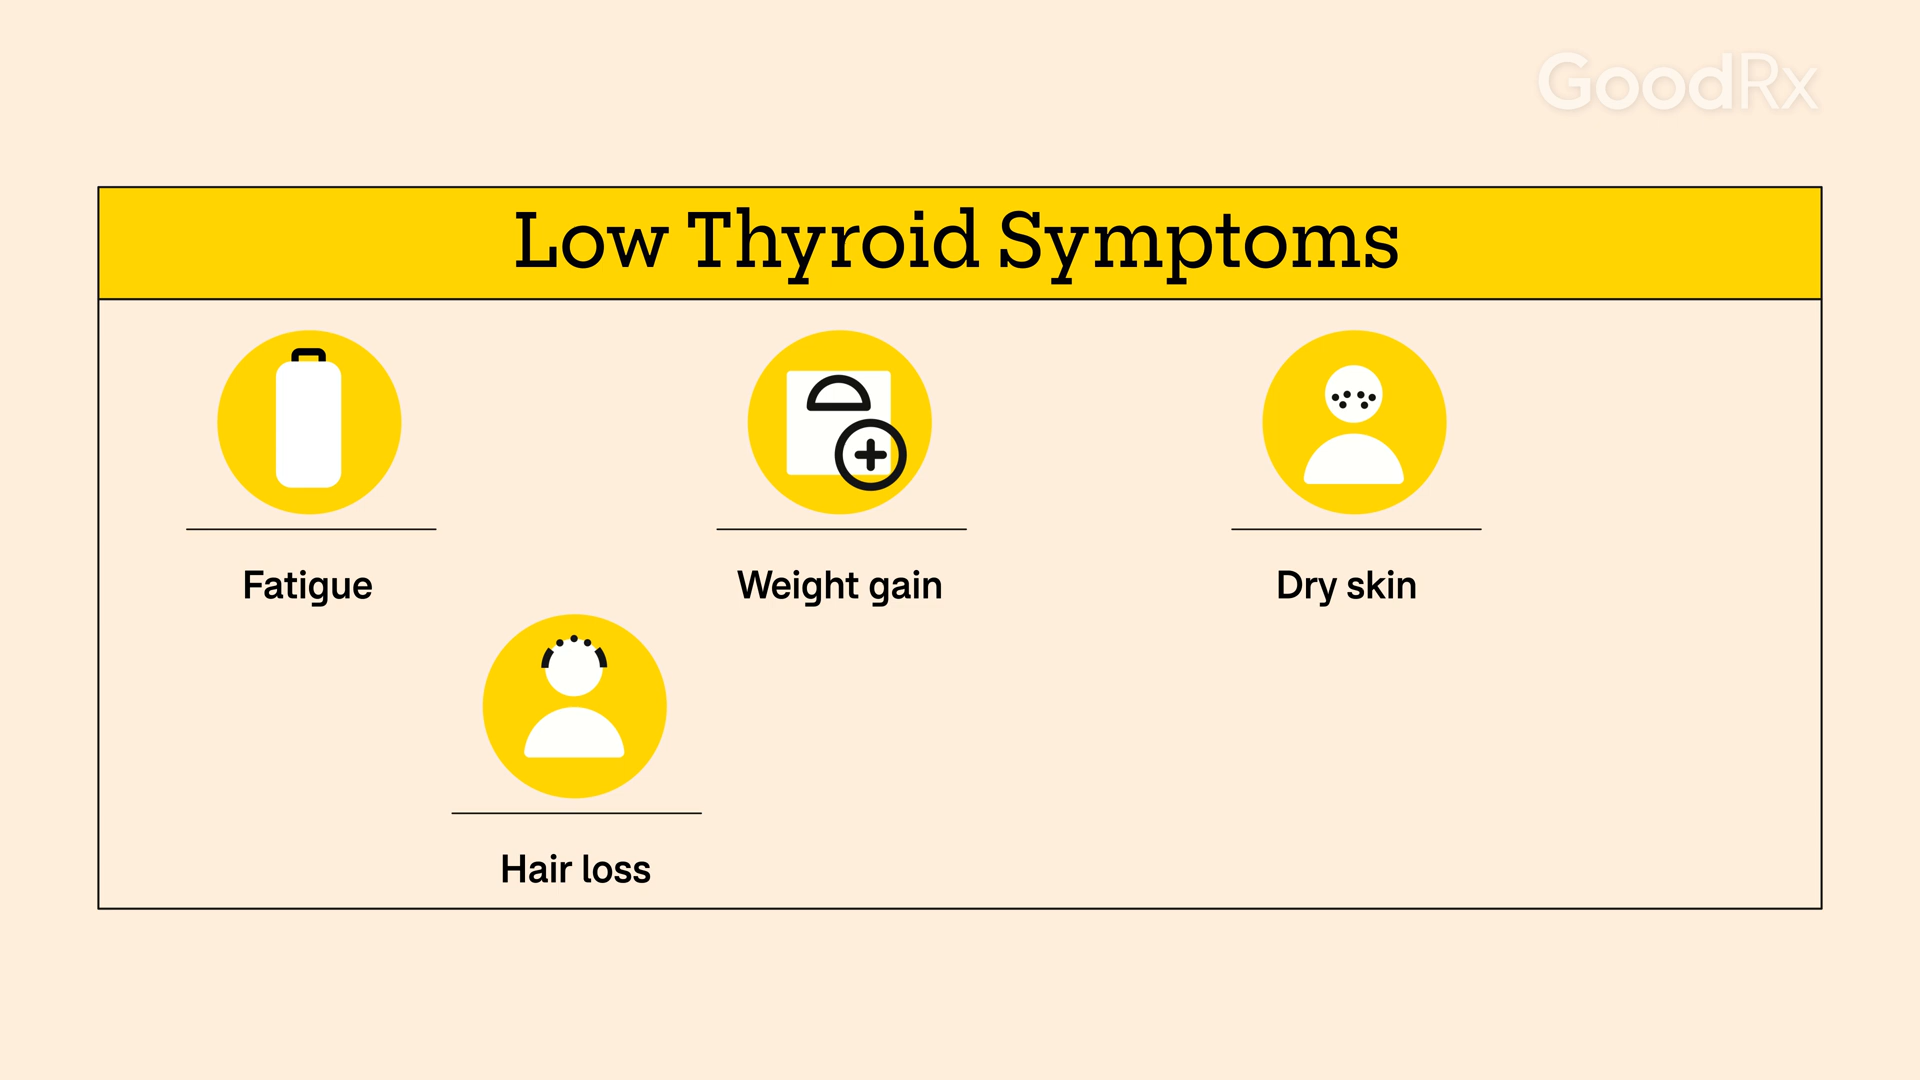 GoodRx
Low Thyroid Symptoms
Fatigue
Weight gain
Dry skin
Hair loss